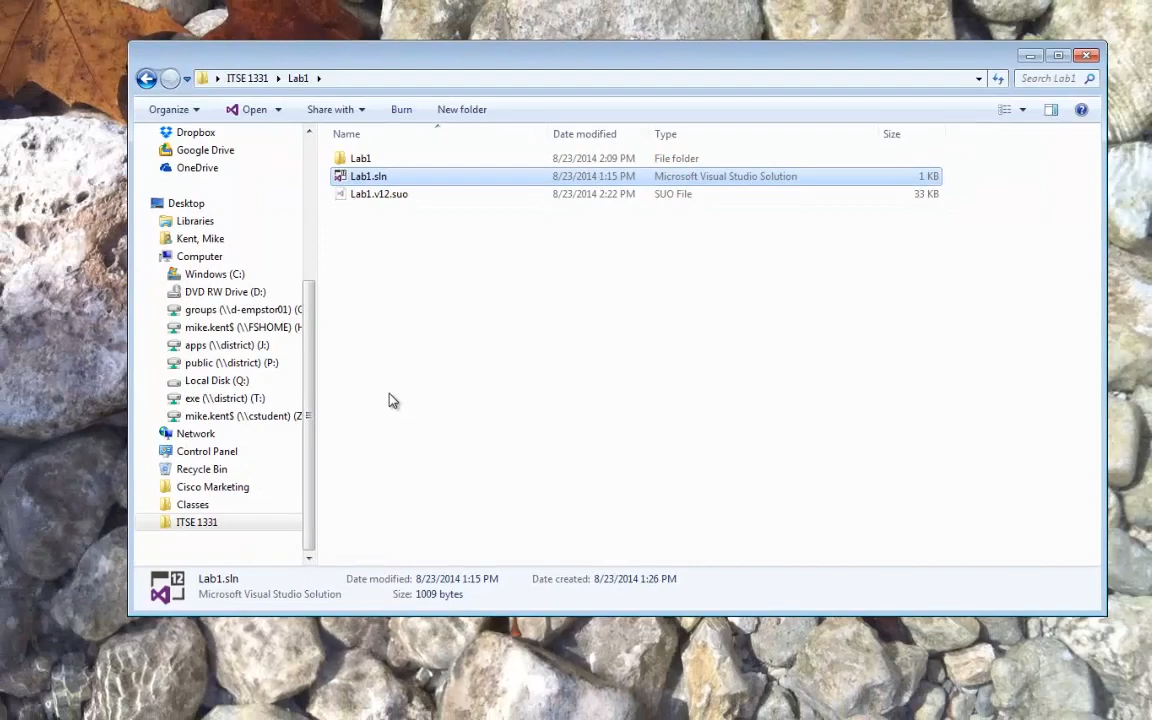 ITSE 1331 Lab1
Search Lab1
Organize Open Share with Burn New folder
Name Date modified Type Size
Dropbox
Google Drive
OneDrive
Desktop
Libraries
Kent, Mike
Computer
Windows (C:)
DVD RW Drive (D:)
groups (\\d-empstor01) (
mike.kent$ (\\FSHOME) (
apps (\\district) (J:)
public (\\district) (P:)
Local Disk (Q:)
exe (\\district) (T:)
mike.kent$ (\\cstudent) (Z
Network
Control Panel
Recycle Bin
Cisco Marketing
Classes
ITSE 1331
Lab1 8/23/2014 2:09 PM File folder
Lab1.sln 8/23/2014 1:15 PM Microsoft Visual Studio Solution 1 KB
Lab1.v12.suo 8/23/2014 2:22 PM SUO File 33 KB
12
Lab1.sln Date modified: 8/23/2014 1:15 PM Date created: 8/23/2014 1:26 PM
Microsoft Visual Studio Solution Size: 1009 bytes